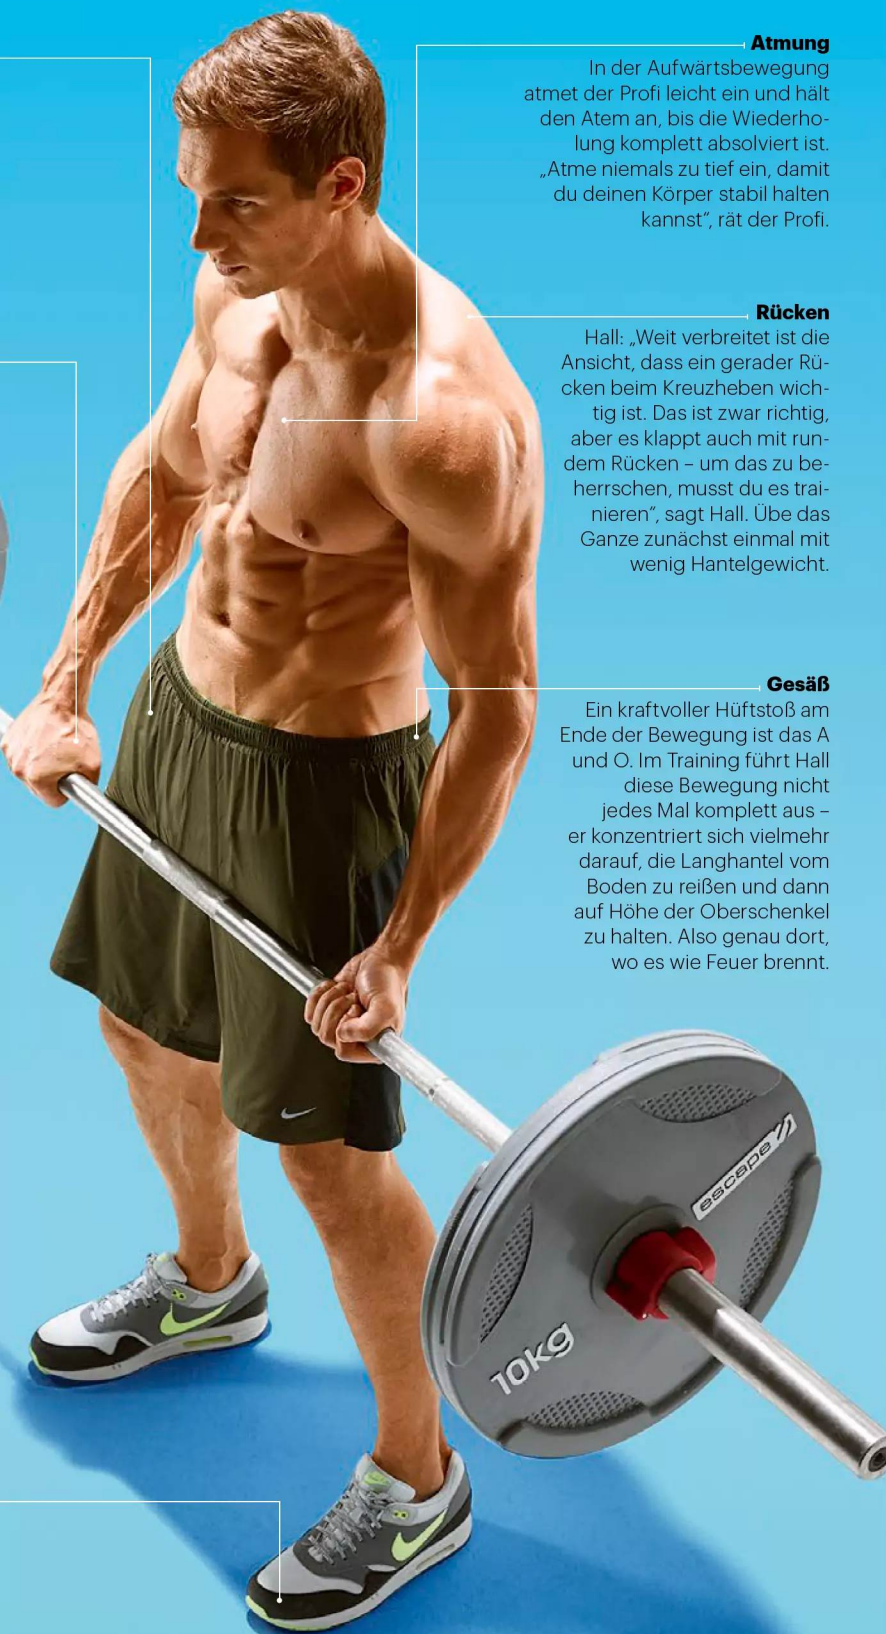 Atmung
In der Aufwärtsbewegung
atmet der Profi leicht ein und hält
den Atem an, bis die Wiederho-
lung komplett absolviert ist.
„Atme niemals zu tief ein, damit
du deinen Körper stabil halten
kannst“, rät der Profi.
Rücken
Hall: „Weit verbreitet ist die
Ansicht, dass ein gerader Rü-
cken beim Kreuzheben wich-
tig ist. Das ist zwar richtig,
aber es klappt auch mit run-
dem Rücken – um das zu be-
herrschen, musst du es trai-
nieren“, sagt Hall. Übe das
Ganze zunächst einmal mit
wenig Hantelgewicht.
Gesäß
Ein kraftvoller Hüftstoß am
Ende der Bewegung ist das A
und O. Im Training führt Hall
diese Bewegung nicht
jedes Mal komplett aus –
er konzentriert sich vielmehr
darauf, die Langhantel vom
Boden zu reißen und dann
auf Höhe der Oberschenkel
zu halten. Also genau dort,
wo es wie Feuer brennt.
escape
10kg